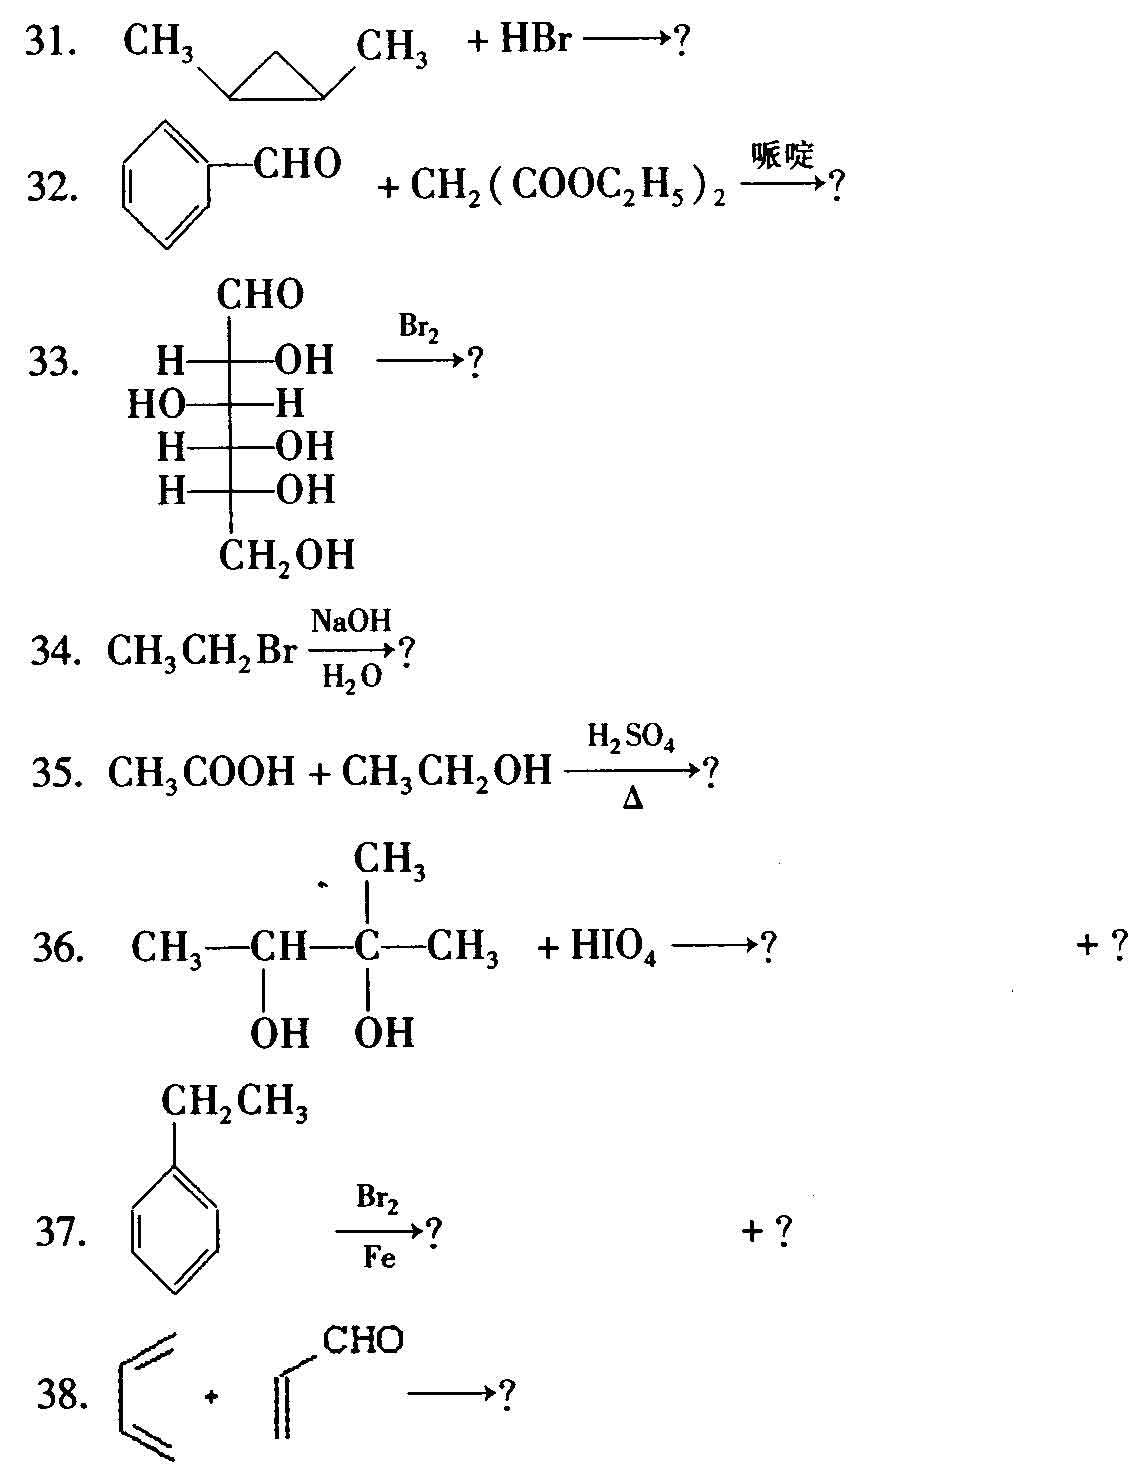 31. CH₃ CH₃ + HBr ⟶ ?
哌啶
32. CHO + CH₂(COOC₂H₅)₂ ⟶ ?
CHO
Br₂
33. H OH ⟶ ?
HO H
H OH
H OH
CH₂OH
NaOH
34. CH₃CH₂Br ⟶ ?
H₂O
H₂SO₄
35. CH₃COOH + CH₃CH₂OH ⟶ ?
Δ
CH₃
36. CH₃—CH—C—CH₃ + HIO₄ ⟶ ? + ?
OH OH
CH₂CH₃
Br₂
37. ⟶ ? + ?
Fe
CHO
38. + ⟶ ?